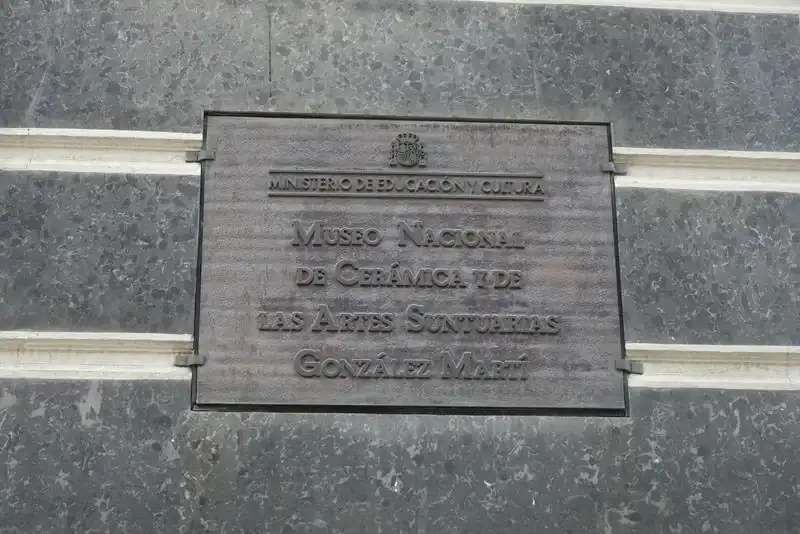 MINISTERIO DE EDUCACIÓN Y CULTURA
MUSEO NACIONAL
DE CERÁMICA Y DE
LAS ARTES SUNTUARIAS
GONZÁLEZ MARTÍ